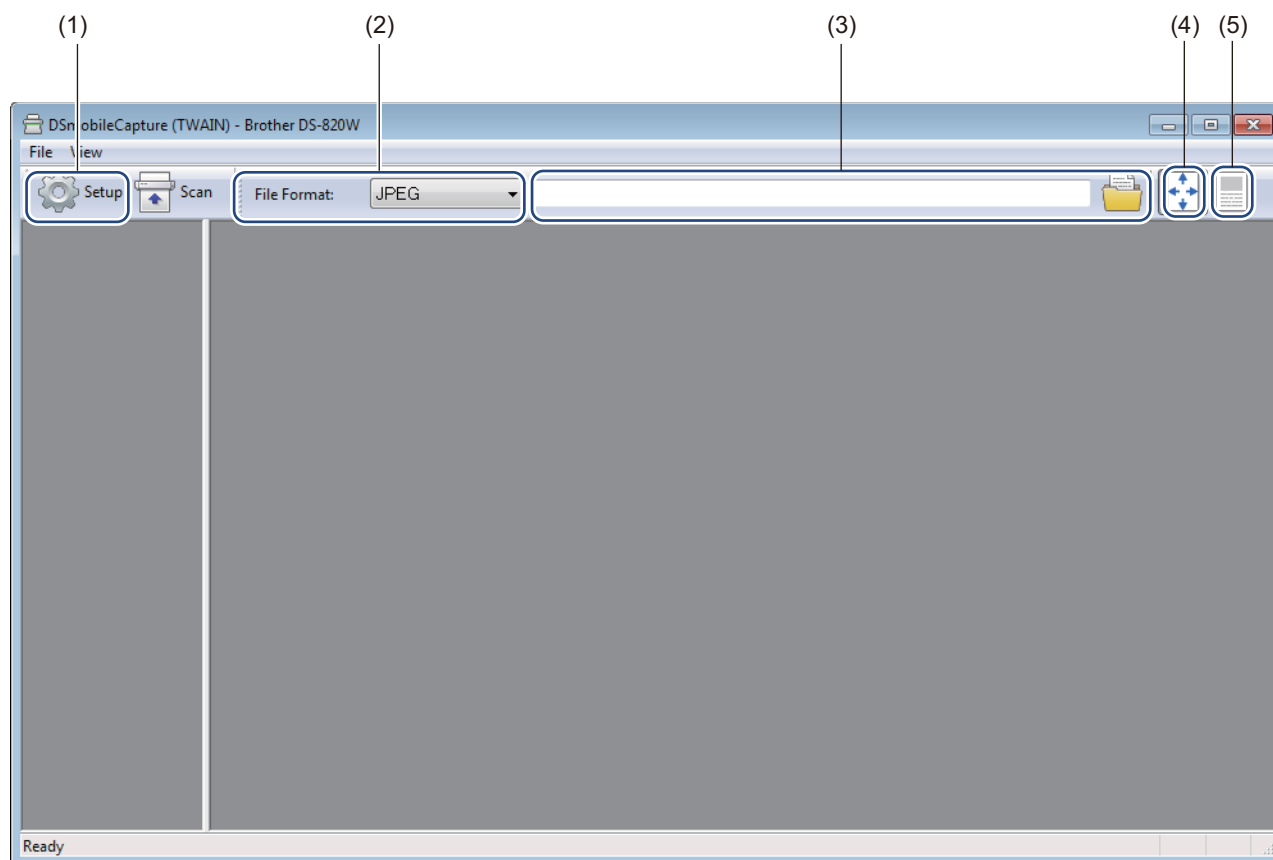 (1) (2) (3) (4) (5)
DSmobileCapture (TWAIN) - Brother DS-820W
File View
Setup Scan File Format: JPEG
Ready